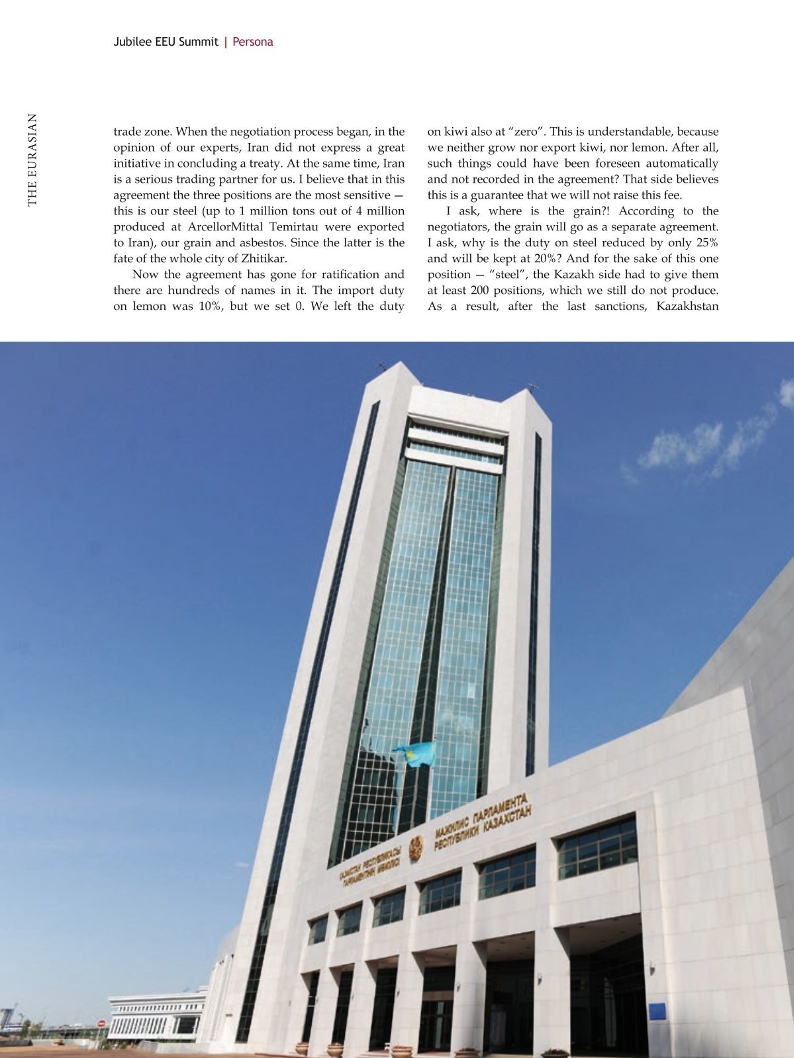 Jubilee EEU Summit | Persona
THE EURASIAN
trade zone. When the negotiation process began, in the
opinion of our experts, Iran did not express a great
initiative in concluding a treaty. At the same time, Iran
is a serious trading partner for us. I believe that in this
agreement the three positions are the most sensitive —
this is our steel (up to 1 million tons out of 4 million
produced at ArcellorMittal Temirtau were exported
to Iran), our grain and asbestos. Since the latter is the
fate of the whole city of Zhitikar.
Now the agreement has gone for ratification and
there are hundreds of names in it. The import duty
on lemon was 10%, but we set 0. We left the duty
on kiwi also at “zero”. This is understandable, because
we neither grow nor export kiwi, nor lemon. After all,
such things could have been foreseen automatically
and not recorded in the agreement? That side believes
this is a guarantee that we will not raise this fee.
I ask, where is the grain?! According to the
negotiators, the grain will go as a separate agreement.
I ask, why is the duty on steel reduced by only 25%
and will be kept at 20%? And for the sake of this one
position — “steel”, the Kazakh side had to give them
at least 200 positions, which we still do not produce.
As a result, after the last sanctions, Kazakhstan
ҚАЗАҚСТАН РЕСПУБЛИКАСЫ
ПАРЛАМЕНТІНІҢ МӘЖІЛІСІ
МАЖИЛИС ПАРЛАМЕНТА
РЕСПУБЛИКИ КАЗАХСТАН